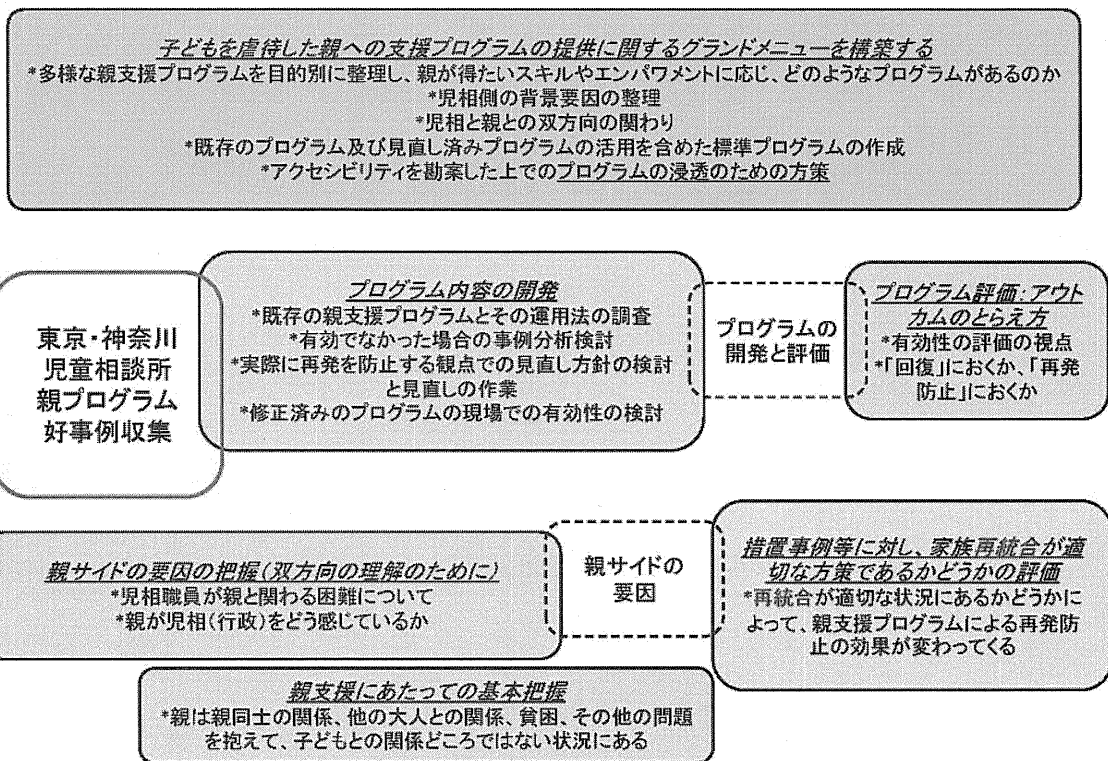 子どもを虐待した親への支援プログラムの提供に関するグランドメニューを構築する
*多様な親支援プログラムを目的別に整理し、親が得たいスキルやエンパワメントに応じ、どのようなプログラムがあるのか
*児相側の背景要因の整理
*児相と親との双方向の関わり
*既存のプログラム及び見直し済みプログラムの活用を含めた標準プログラムの作成
*アクセシビリティを勘案した上でのプログラムの浸透のための方策
東京・神奈川
児童相談所
親プログラム
好事例収集
プログラム内容の開発
*既存の親支援プログラムとその運用法の調査
*有効でなかった場合の事例分析検討
*実際に再発を防止する観点での見直し方針の検討
と見直しの作業
*修正済みのプログラムの現場での有効性の検討
プログラムの
開発と評価
プログラム評価:アウト
カムのとらえ方
*有効性の評価の視点
*「回復」におくか、「再発
防止」におくか
親サイドの要因の把握(双方向の理解のために)
*児相職員が親と関わる困難について
*親が児相(行政)をどう感じているか
親サイドの
要因
措置事例等に対し、家族再統合が適
切な方策であるかどうかの評価
*再統合が適切な状況にあるかどうかに
よって、親支援プログラムによる再発防
止の効果が変わってくる
親支援にあたっての基本把握
*親は親同士の関係、他の大人との関係、貧困、その他の問題
を抱えて、子どもとの関係どころではない状況にある